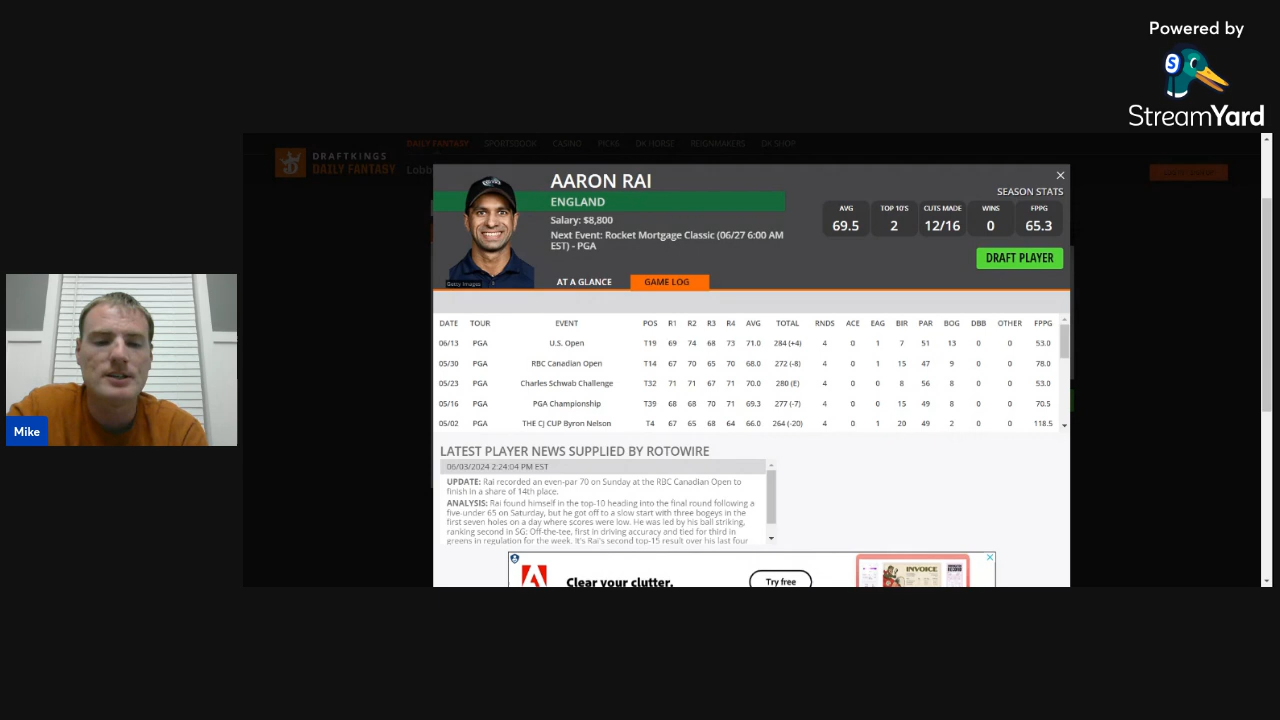 Powered by
S
StreamYard
DRAFTKINGS
DAILY FANTASY
DAILY FANTASY SPORTSBOOK CASINO PICKS DK HORSE REIGNMAKERS DK SHOP
Lobb
AARON RAI
ENGLAND
Salary: $8,800
Next Event: Rocket Mortgage Classic (06/27 6:00 AM
EST) - PGA
SEASON STATS
AVG TOP 10'S CUTS MADE WINS FPPG
69.5 2 12/16 0 65.3
DRAFT PLAYER
Getty Images
AT A GLANCE GAME LOG
DATE TOUR EVENT POS R1 R2 R3 R4 AVG TOTAL RNDS ACE EAG BIR PAR BOG DBB OTHER FPPG
06/13 PGA U.S. Open T19 69 74 68 73 71.0 284 (+4) 4 0 1 7 51 13 0 0 53.0
05/30 PGA RBC Canadian Open T14 67 70 65 70 68.0 272 (-8) 4 0 1 15 47 9 0 0 78.0
05/23 PGA Charles Schwab Challenge T32 71 71 67 71 70.0 280 (E) 4 0 0 8 56 8 0 0 53.0
05/16 PGA PGA Championship T39 68 68 70 71 69.3 277 (-7) 4 0 0 15 49 8 0 0 70.5
05/02 PGA THE CJ CUP Byron Nelson T4 67 65 68 64 66.0 264 (-20) 4 0 1 20 49 2 0 0 118.5
LATEST PLAYER NEWS SUPPLIED BY ROTOWIRE
06/03/2024 2:24:04 PM EST
UPDATE: Rai recorded an even-par 70 on Sunday at the RBC Canadian Open to
finish in a share of 14th place.
ANALYSIS: Rai found himself in the top-10 heading into the final round following a
five-under 65 on Saturday, but he got off to a slow start with three bogeys in the
first seven holes on a day where scores were low. He was led by his ball striking,
ranking second in SG: Off-the-tee, first in driving accuracy and tied for third in
greens in regulation for the week. It's Rai's second top-15 result over his last four
Clear your clutter.
Try free
INVOICE
Mike